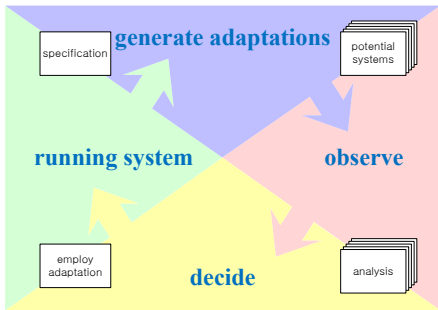 generate adaptations
specification
potential
systems
running system
observe
employ
adaptation
decide
analysis